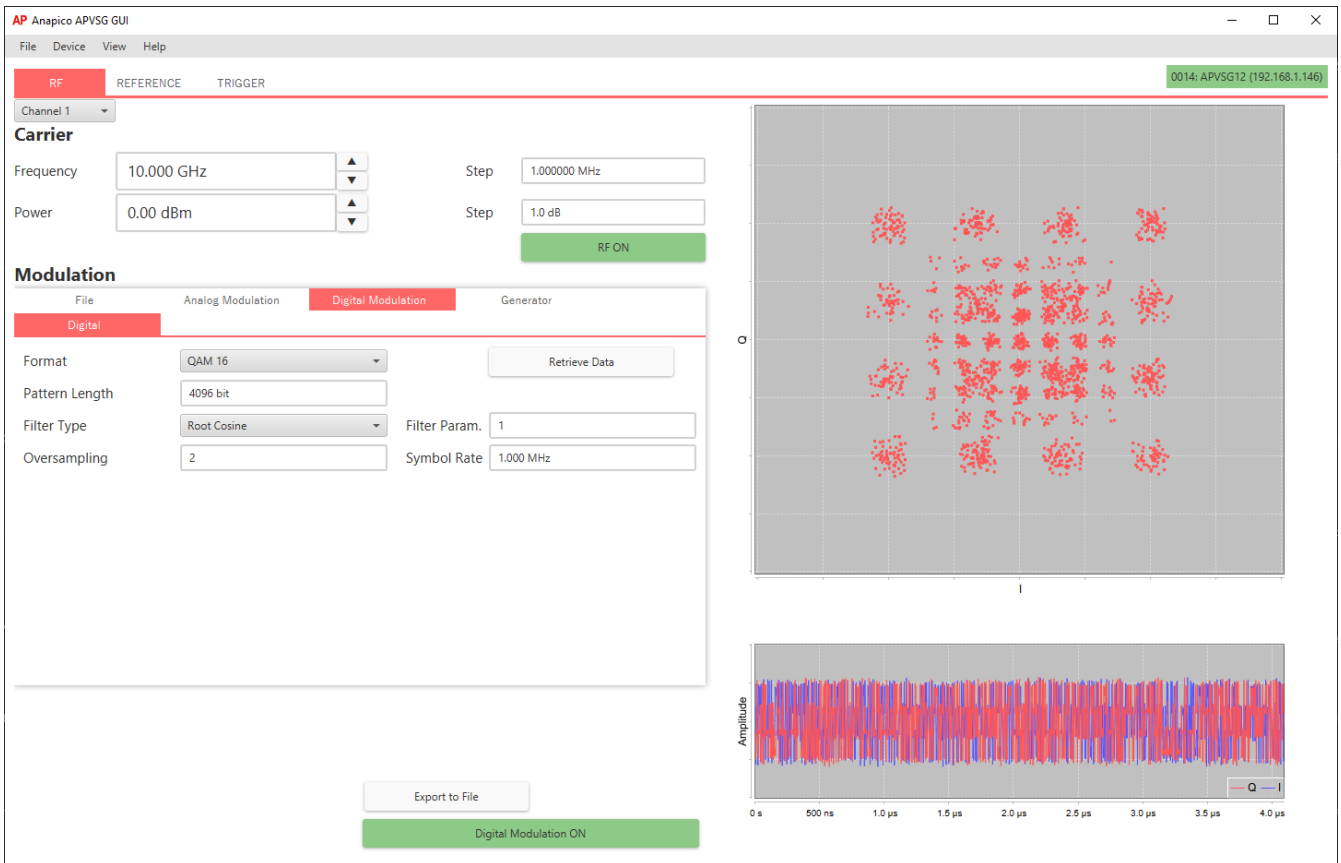 AP Anapico APVSG GUI
File Device View Help
RF REFERENCE TRIGGER
0014: APVSG12 (192.168.1.146)
Channel 1
Carrier
Frequency 10.000 GHz Step 1.000000 MHz
Power 0.00 dBm Step 1.0 dB
RF ON
Modulation
File Analog Modulation Digital Modulation Generator
Digital
Format QAM 16 Retrieve Data
Pattern Length 4096 bit
Filter Type Root Cosine Filter Param. 1
Oversampling 2 Symbol Rate 1.000 MHz
Export to File
Digital Modulation ON
Q
I
Amplitude
Q I
0 s 500 ns 1.0 µs 1.5 µs 2.0 µs 2.5 µs 3.0 µs 3.5 µs 4.0 µs